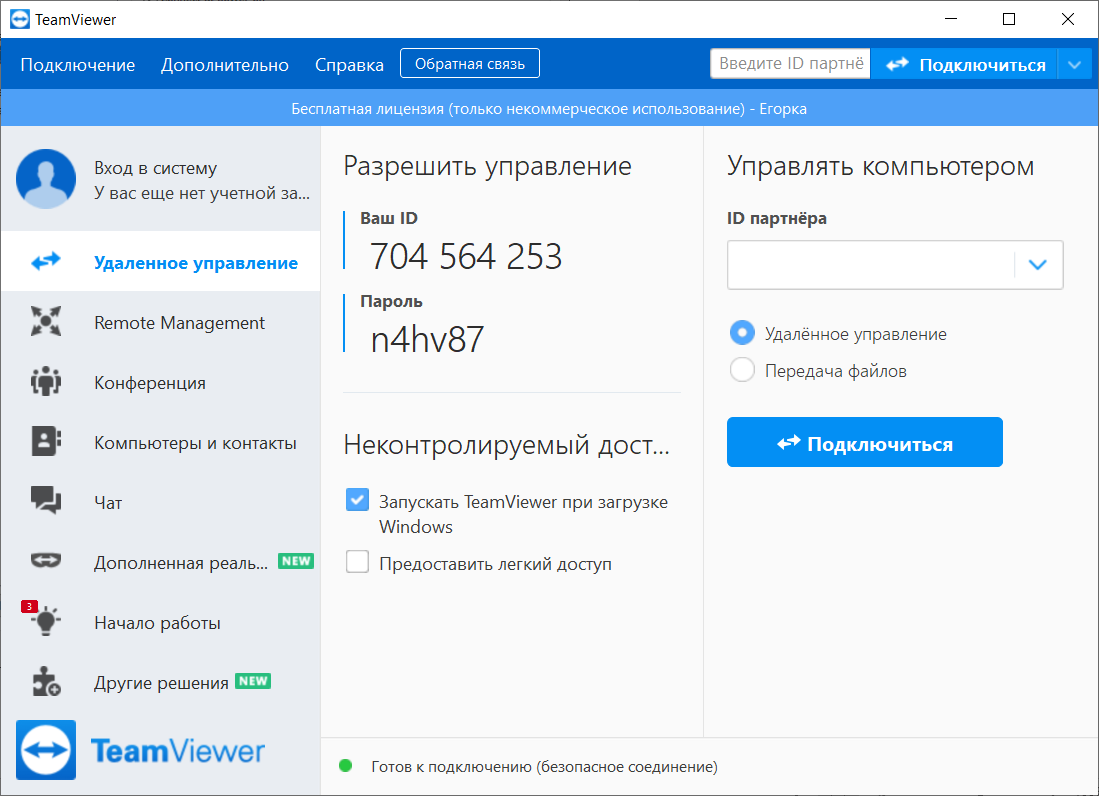 TeamViewer
Подключение Дополнительно Справка Обратная связь
Введите ID партнё
Подключиться
Бесплатная лицензия (только некоммерческое использование) - Егорка
Вход в систему
У вас еще нет учетной за...
Удаленное управление
Remote Management
Конференция
Компьютеры и контакты
Чат
Дополненная реаль... NEW
3
Начало работы
Другие решения NEW
TeamViewer
Разрешить управление
Ваш ID
704 564 253
Пароль
n4hv87
Неконтролируемый дост...
Запускать TeamViewer при загрузке
Windows
Предоставить легкий доступ
Управлять компьютером
ID партнёра
Удалённое управление
Передача файлов
Подключиться
Готов к подключению (безопасное соединение)